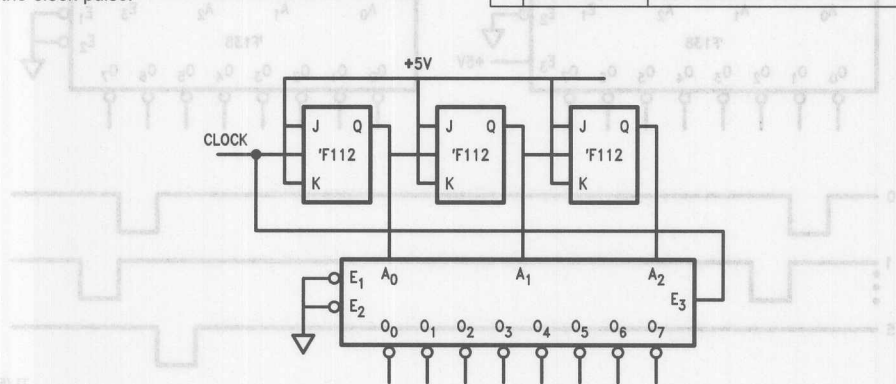 the clock pulse.
+5V
CLOCK
J Q J Q J Q
'F112 'F112 'F112
K K K
E1 A0 A1 A2
E2 E3
O0 O1 O2 O3 O4 O5 O6 O7